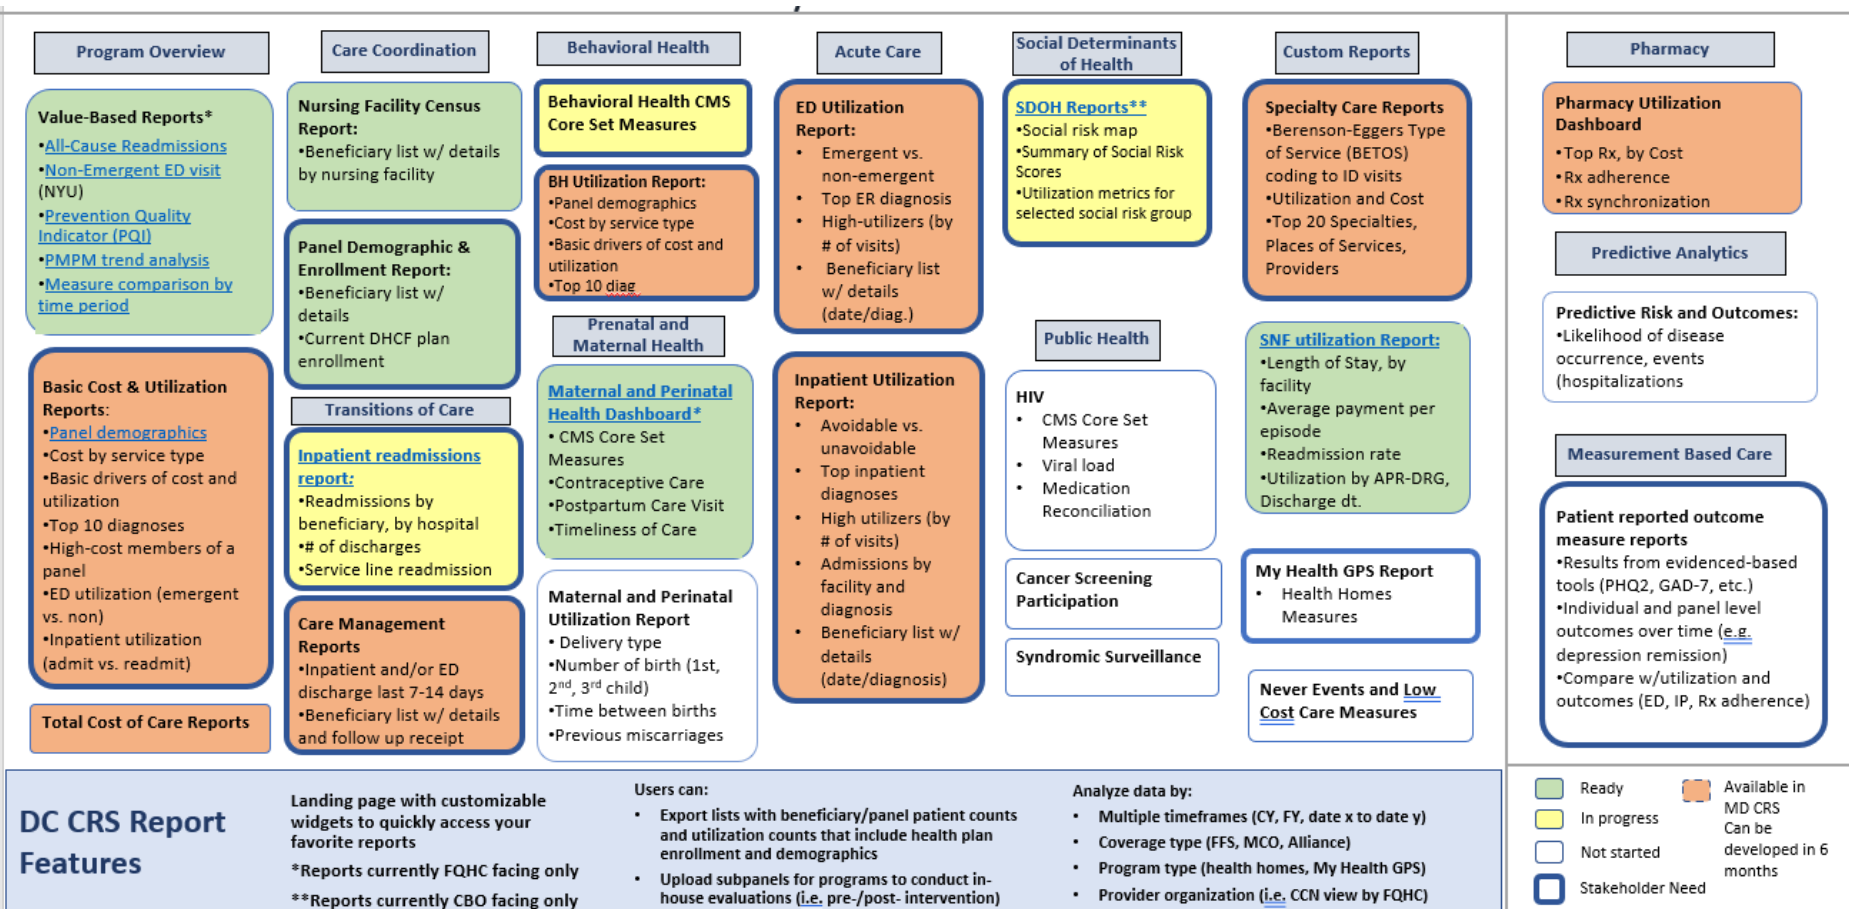 Program Overview
Value-Based Reports*
•All-Cause Readmissions
•Non-Emergent ED visit
(NYU)
•Prevention Quality
Indicator (PQI)
•PMPM trend analysis
•Measure comparison by
time period
Basic Cost & Utilization
Reports:
•Panel demographics
•Cost by service type
•Basic drivers of cost and
utilization
•Top 10 diagnoses
•High-cost members of a
panel
•ED utilization (emergent
vs. non)
•Inpatient utilization
(admit vs. readmit)
Total Cost of Care Reports
Care Coordination
Nursing Facility Census
Report:
•Beneficiary list w/ details
by nursing facility
Panel Demographic &
Enrollment Report:
•Beneficiary list w/
details
•Current DHCF plan
enrollment
Transitions of Care
Inpatient readmissions
report:
•Readmissions by
beneficiary, by hospital
•# of discharges
•Service line readmission
Care Management
Reports
•Inpatient and/or ED
discharge last 7-14 days
•Beneficiary list w/ details
and follow up receipt
Behavioral Health
Behavioral Health CMS
Core Set Measures
BH Utilization Report:
•Panel demographics
•Cost by service type
•Basic drivers of cost and
utilization
•Top 10 diag
Prenatal and
Maternal Health
Maternal and Perinatal
Health Dashboard*
• CMS Core Set
Measures
•Contraceptive Care
•Postpartum Care Visit
•Timeliness of Care
Maternal and Perinatal
Utilization Report
• Delivery type
•Number of birth (1st,
2nd, 3rd child)
•Time between births
•Previous miscarriages
Acute Care
ED Utilization
Report:
• Emergent vs.
non-emergent
• Top ER diagnosis
• High-utilizers (by
# of visits)
• Beneficiary list
w/ details
(date/diag.)
Inpatient Utilization
Report:
• Avoidable vs.
unavoidable
• Top inpatient
diagnoses
• High utilizers (by
# of visits)
• Admissions by
facility and
diagnosis
• Beneficiary list w/
details
(date/diagnosis)
Social Determinants
of Health
SDOH Reports**
•Social risk map
•Summary of Social Risk
Scores
•Utilization metrics for
selected social risk group
Public Health
HIV
• CMS Core Set
Measures
• Viral load
• Medication
Reconciliation
Cancer Screening
Participation
Syndromic Surveillance
Custom Reports
Specialty Care Reports
•Berenson-Eggers Type
of Service (BETOS)
coding to ID visits
•Utilization and Cost
•Top 20 Specialties,
Places of Services,
Providers
SNF utilization Report:
•Length of Stay, by
facility
•Average payment per
episode
•Readmission rate
•Utilization by APR-DRG,
Discharge dt.
My Health GPS Report
• Health Homes
Measures
Never Events and Low
Cost Care Measures
Pharmacy
Pharmacy Utilization
Dashboard
•Top Rx, by Cost
•Rx adherence
•Rx synchronization
Predictive Analytics
Predictive Risk and Outcomes:
•Likelihood of disease
occurrence, events
(hospitalizations
Measurement Based Care
Patient reported outcome
measure reports
•Results from evidenced-based
tools (PHQ2, GAD-7, etc.)
•Individual and panel level
outcomes over time (e.g.
depression remission)
•Compare w/utilization and
outcomes (ED, IP, Rx adherence)
DC CRS Report
Features
Landing page with customizable
widgets to quickly access your
favorite reports
*Reports currently FQHC facing only
**Reports currently CBO facing only
Users can:
• Export lists with beneficiary/panel patient counts
and utilization counts that include health plan
enrollment and demographics
• Upload subpanels for programs to conduct in-
house evaluations (i.e. pre-/post- intervention)
Analyze data by:
• Multiple timeframes (CY, FY, date x to date y)
• Coverage type (FFS, MCO, Alliance)
• Program type (health homes, My Health GPS)
• Provider organization (i.e. CCN view by FQHC)
Ready
In progress
Not started
Stakeholder Need
Available in
MD CRS
Can be
developed in 6
months